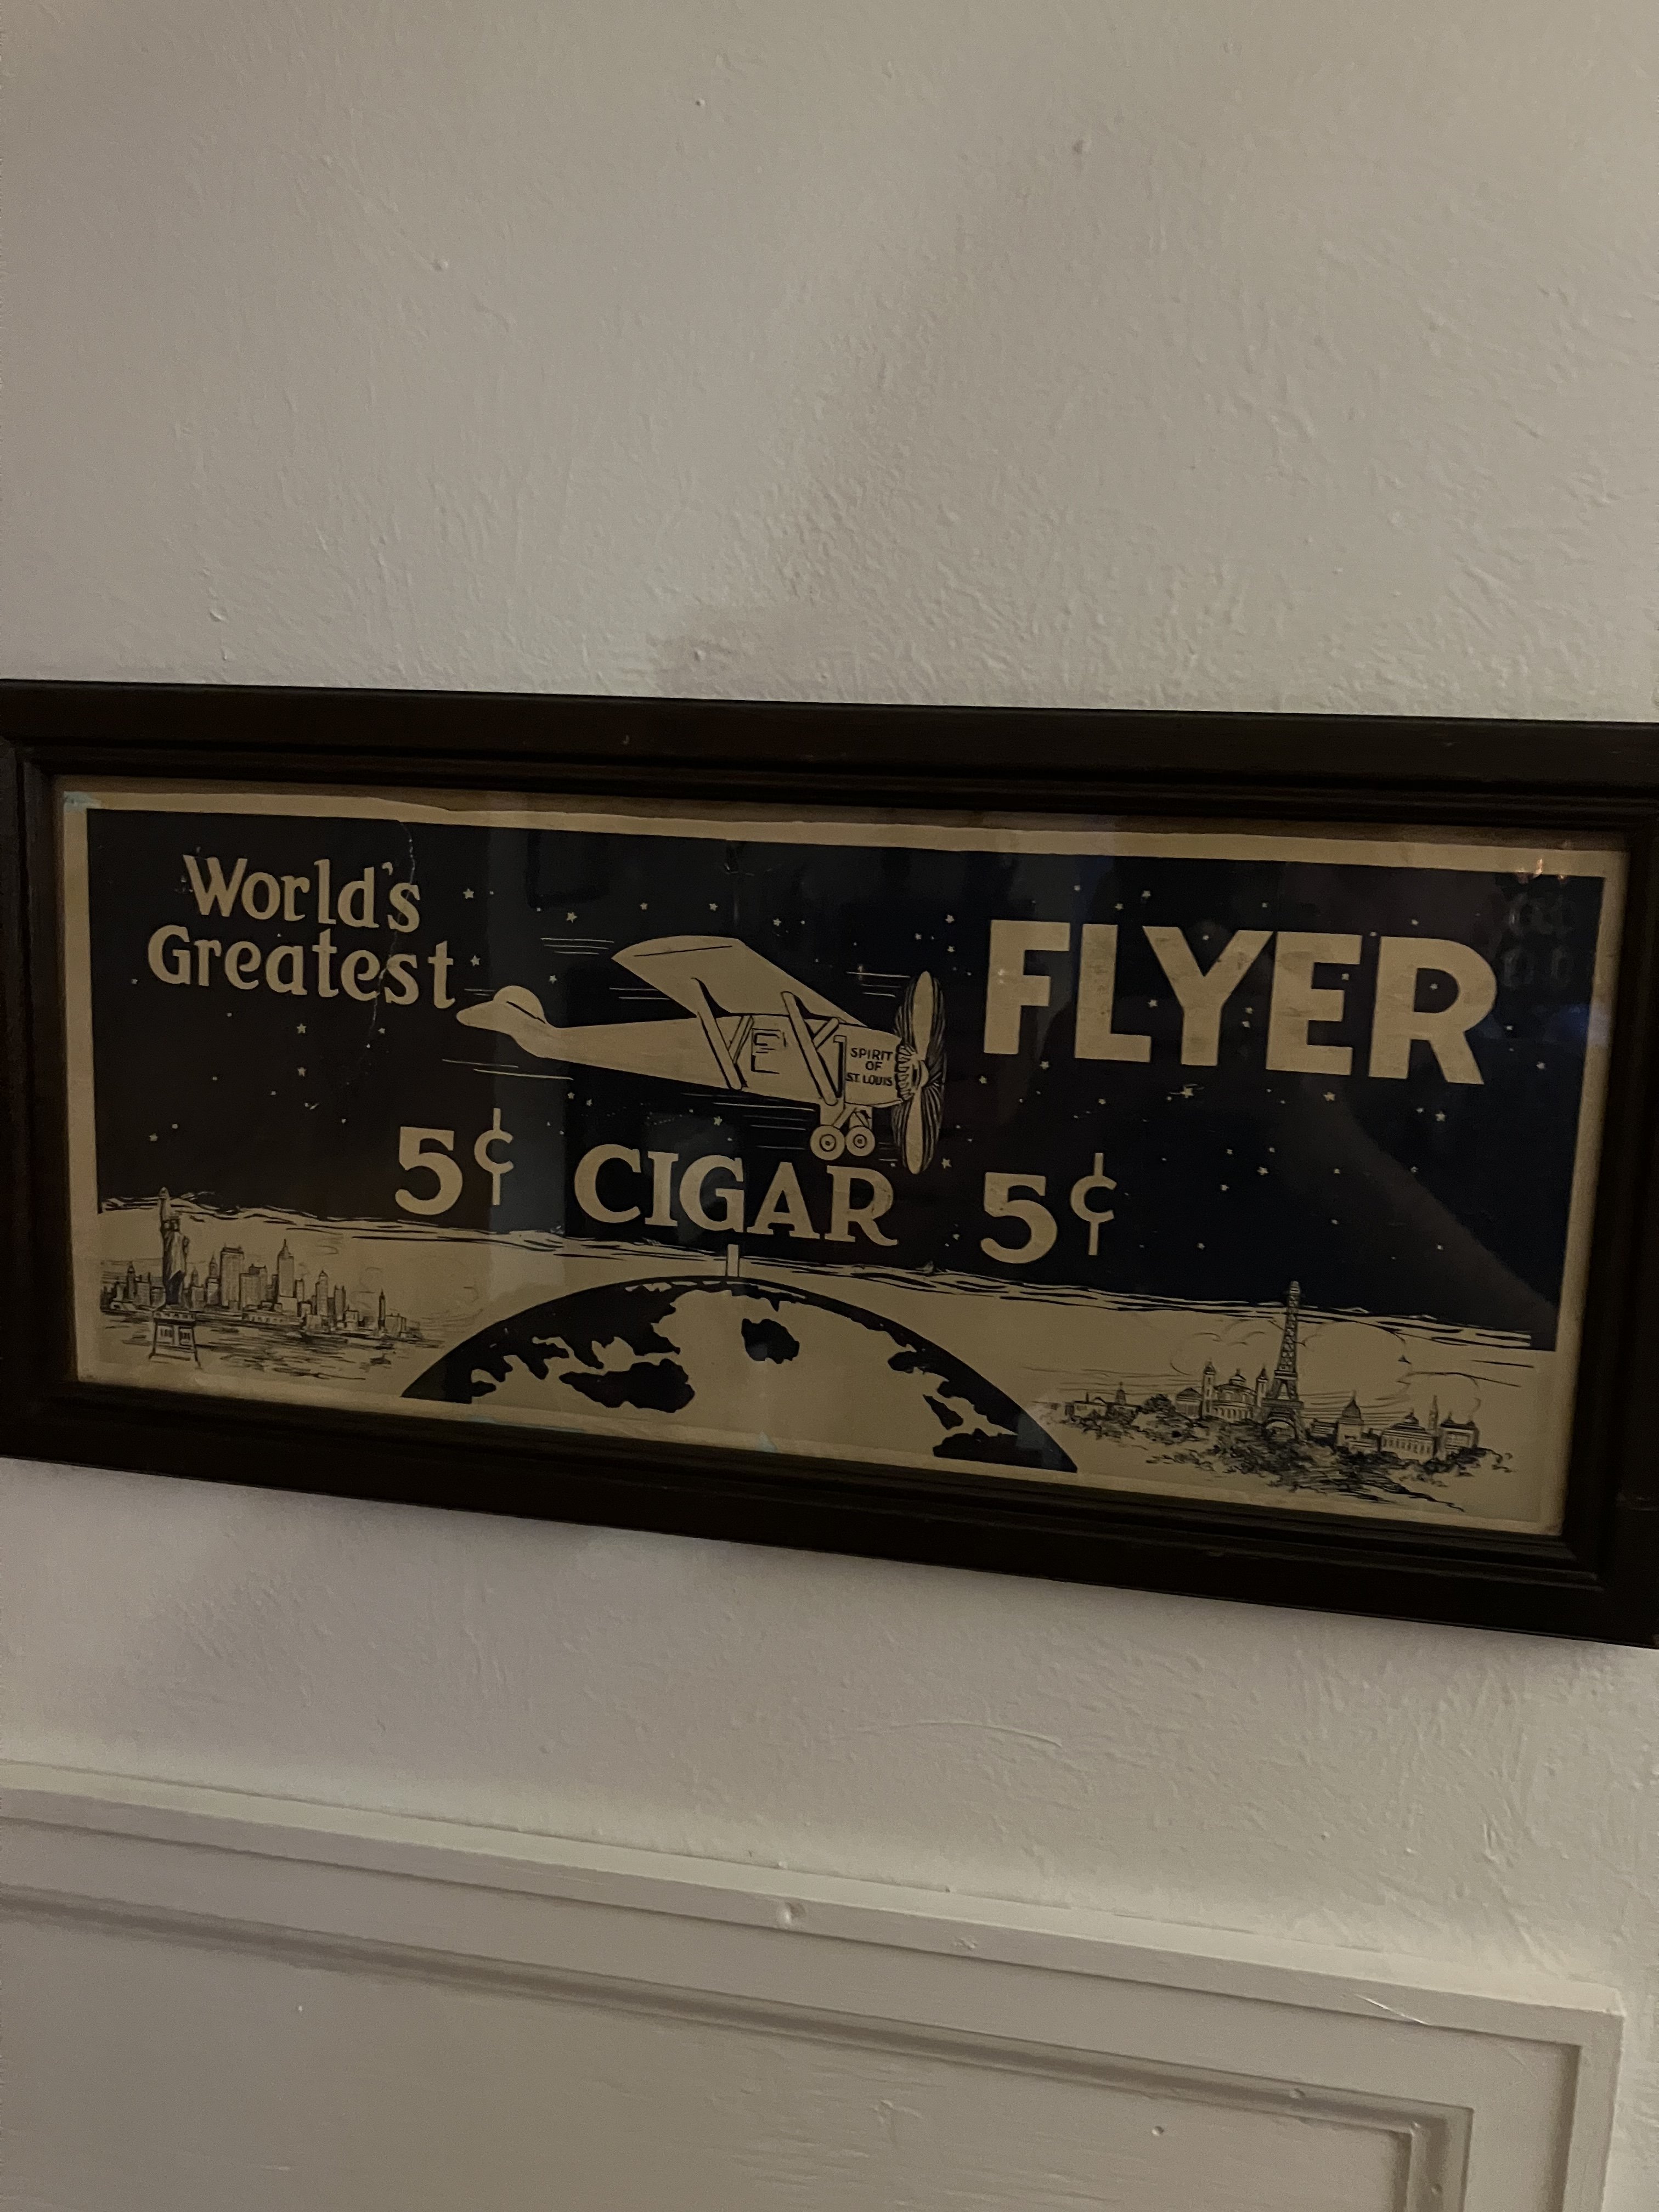 World's
Greatest
FLYER
SPIRIT
OF
ST. LOUIS
5¢ CIGAR 5¢